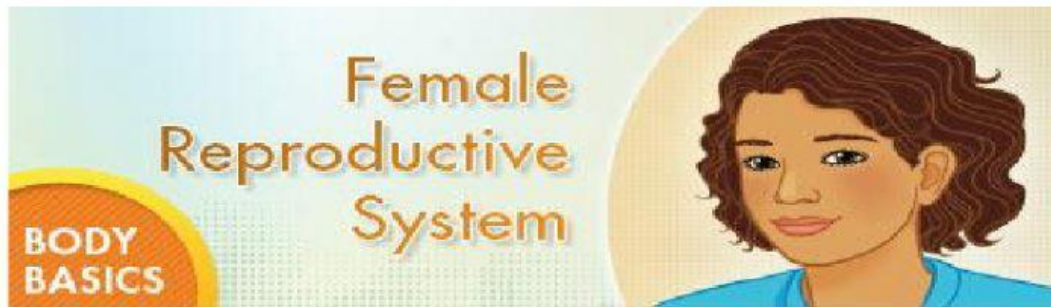 Female
Reproductive
System
BODY
BASICS